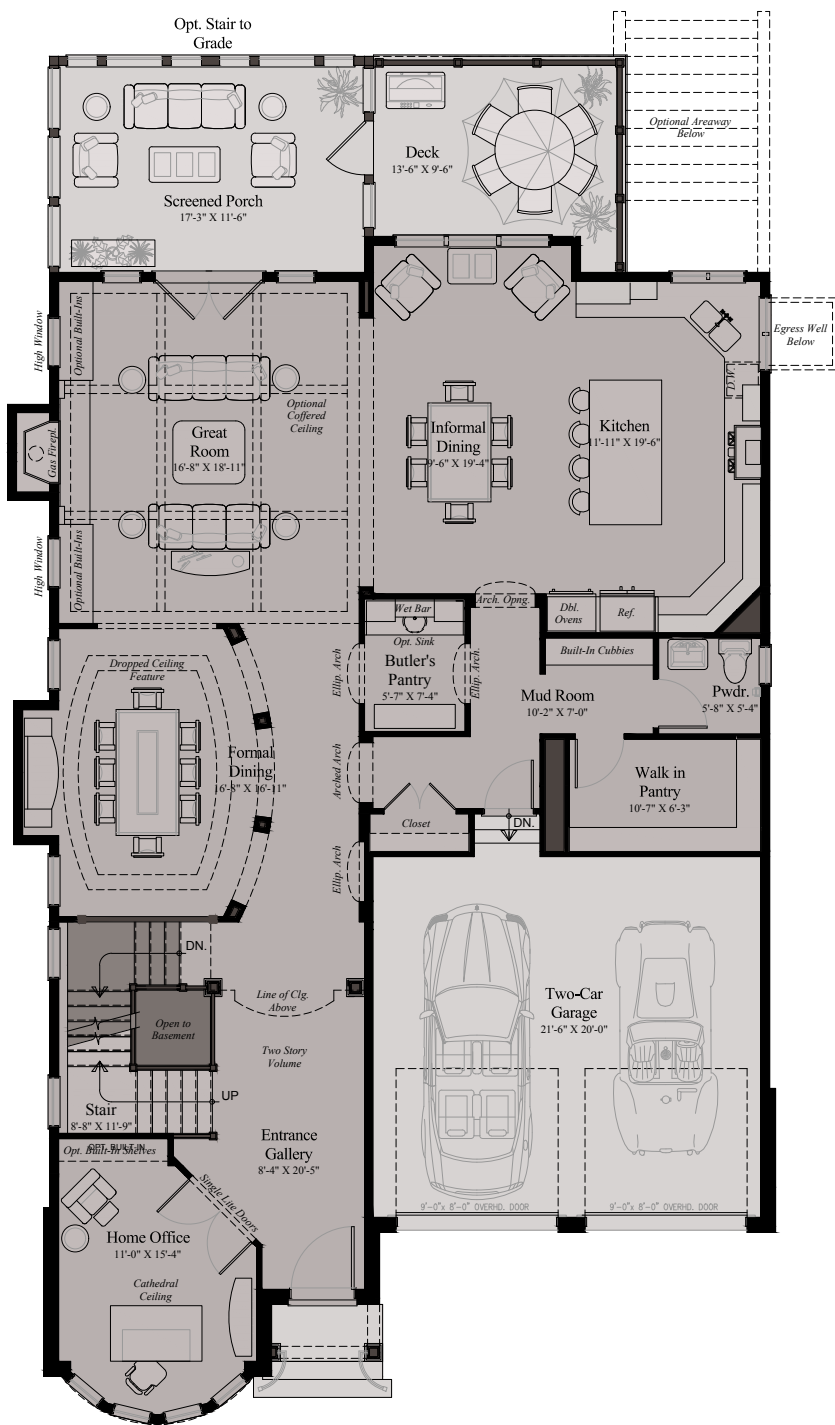 Opt. Stair to
Grade
Deck
13'-6" X 9'-6"
Optional Areaway
Below
Screened Porch
17'-3" X 11'-6"
High Window
Optional Built-Ins
Egress Well
Below
D.W.
Optional
Coffered
Ceiling
Great
Room
16'-8" X 18'-11"
Gas Firepl.
Informal
Dining
9'-6" X 19'-4"
Kitchen
11'-11" X 19'-6"
High Window
Optional Built-Ins
Wet Bar
Opt. Sink
Butler's
Pantry
5'-7" X 7'-4"
Arch. Opng.
Dbl.
Ovens
Ref.
Built-In Cubbies
Ellip. Arch
Ellip. Arch.
Dropped Ceiling
Feature
Mud Room
10'-2" X 7'-0"
Pwdr.
5'-8" X 5'-4"
Formal
Dining
16'-8" X 16'-11"
Arched Arch
Walk in
Pantry
10'-7" X 6'-3"
Closet
DN.
Ellip. Arch
DN.
Line of Clg.
Above
Open to
Basement
Two Story
Volume
Two-Car
Garage
21'-6" X 20'-0"
UP
Stair
8'-8" X 11'-9"
OPT. BUILT-IN
Opt. Built-In Shelves
Entrance
Gallery
8'-4" X 20'-5"
Single Lite Doors
9'-0"x 8'-0" OVERHD. DOOR
9'-0"x 8'-0" OVERHD. DOOR
Home Office
11'-0" X 15'-4"
Cathedral
Ceiling